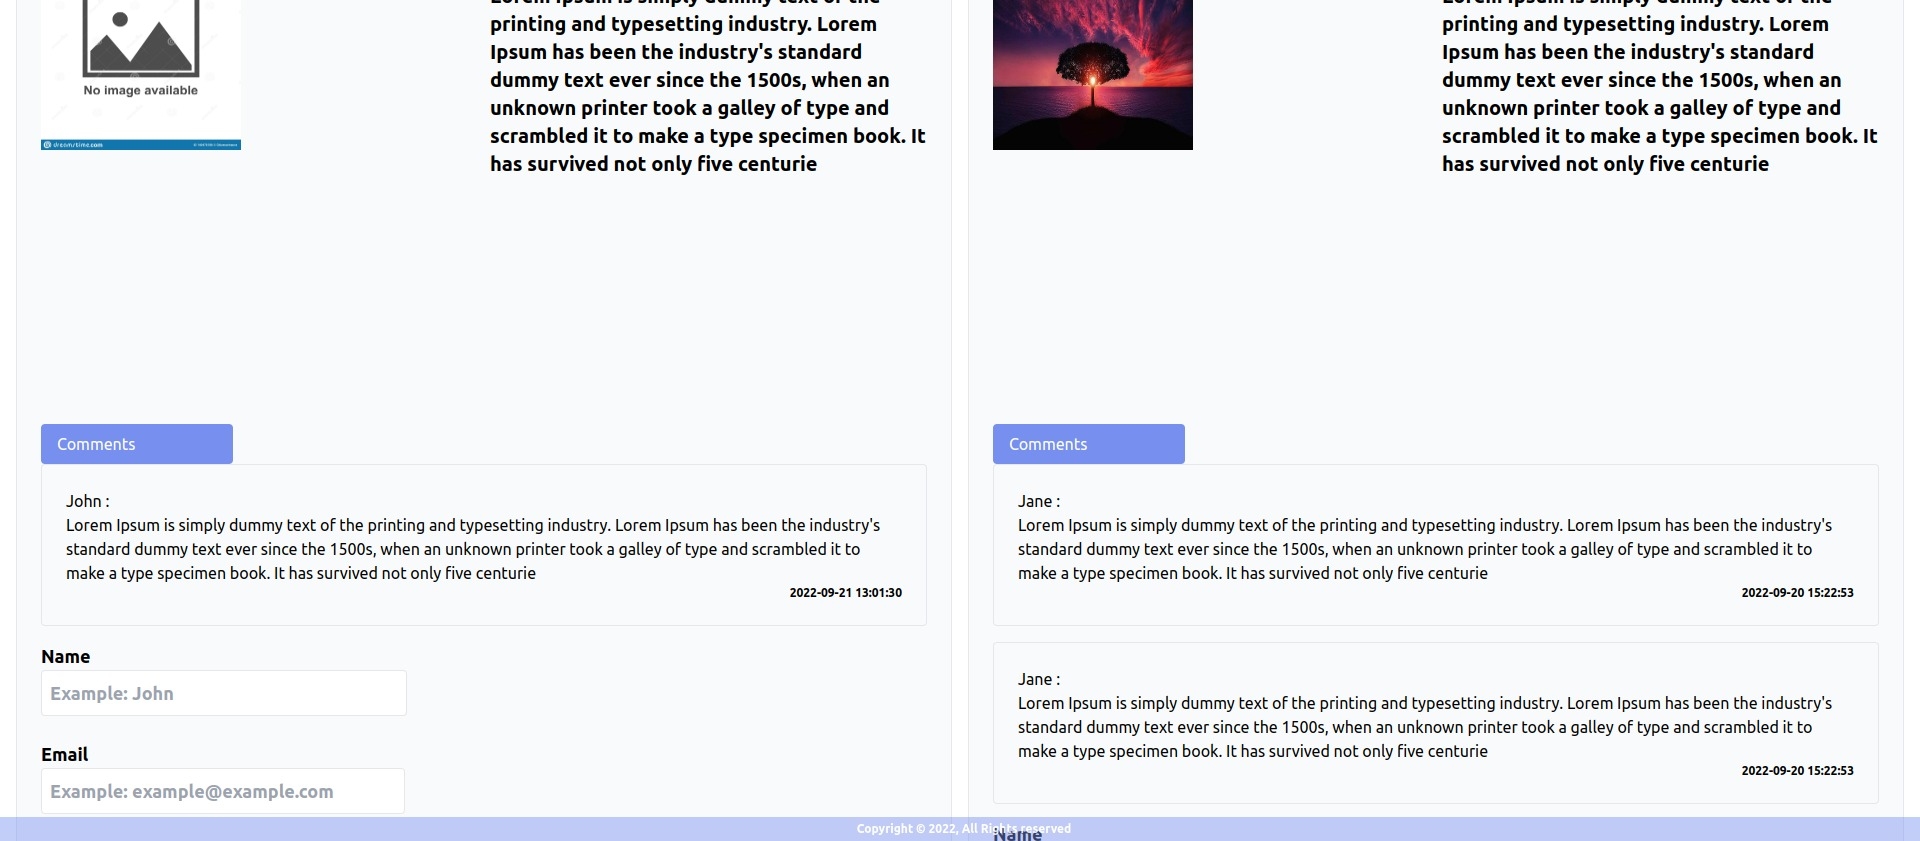 No image available
dreamstime.com
printing and typesetting industry. Lorem
Ipsum has been the industry's standard
dummy text ever since the 1500s, when an
unknown printer took a galley of type and
scrambled it to make a type specimen book. It
has survived not only five centurie
Comments
John :
Lorem Ipsum is simply dummy text of the printing and typesetting industry. Lorem Ipsum has been the industry's
standard dummy text ever since the 1500s, when an unknown printer took a galley of type and scrambled it to
make a type specimen book. It has survived not only five centurie
2022-09-21 13:01:30
Name
Example: John
Email
Example: example@example.com
printing and typesetting industry. Lorem
Ipsum has been the industry's standard
dummy text ever since the 1500s, when an
unknown printer took a galley of type and
scrambled it to make a type specimen book. It
has survived not only five centurie
Comments
Jane :
Lorem Ipsum is simply dummy text of the printing and typesetting industry. Lorem Ipsum has been the industry's
standard dummy text ever since the 1500s, when an unknown printer took a galley of type and scrambled it to
make a type specimen book. It has survived not only five centurie
2022-09-20 15:22:53
Jane :
Lorem Ipsum is simply dummy text of the printing and typesetting industry. Lorem Ipsum has been the industry's
standard dummy text ever since the 1500s, when an unknown printer took a galley of type and scrambled it to
make a type specimen book. It has survived not only five centurie
2022-09-20 15:22:53
Name
Copyright © 2022, All Rights reserved